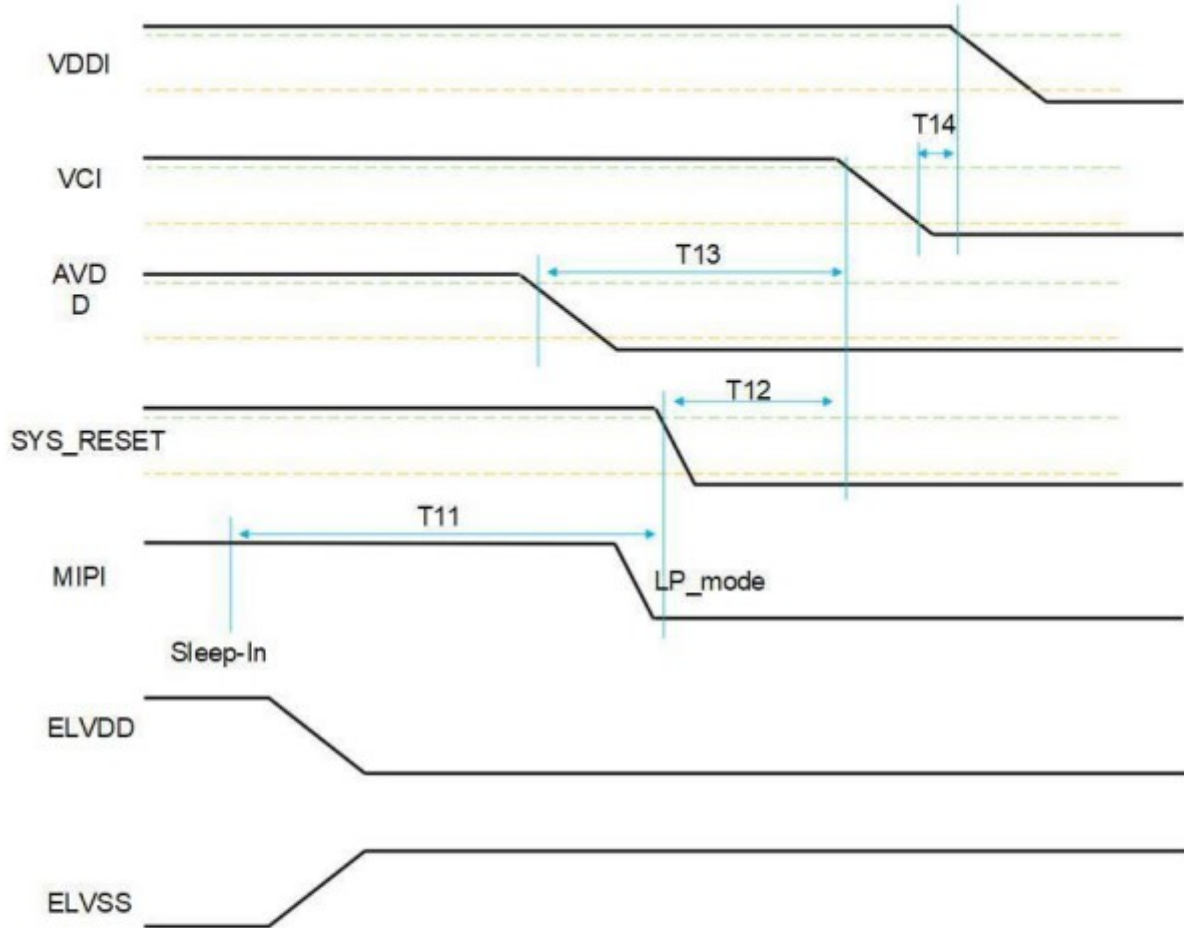 VDDI
T14
VCI
T13
AVD
D
T12
SYS_RESET
T11
MIPI
LP_mode
Sleep-In
ELVDD
ELVSS